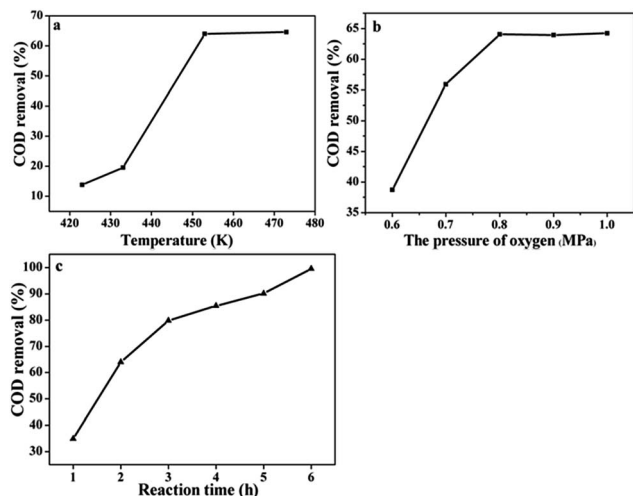 a
COD removal (%)
70
60
50
40
30
20
10
420 430 440 450 460 470 480
Temperature (K)
b
COD removal (%)
65
60
55
50
45
40
35
0.6 0.7 0.8 0.9 1.0
The pressure of oxygen (MPa)
c
COD removal (%)
100
90
80
70
60
50
40
30
1 2 3 4 5 6
Reaction time (h)